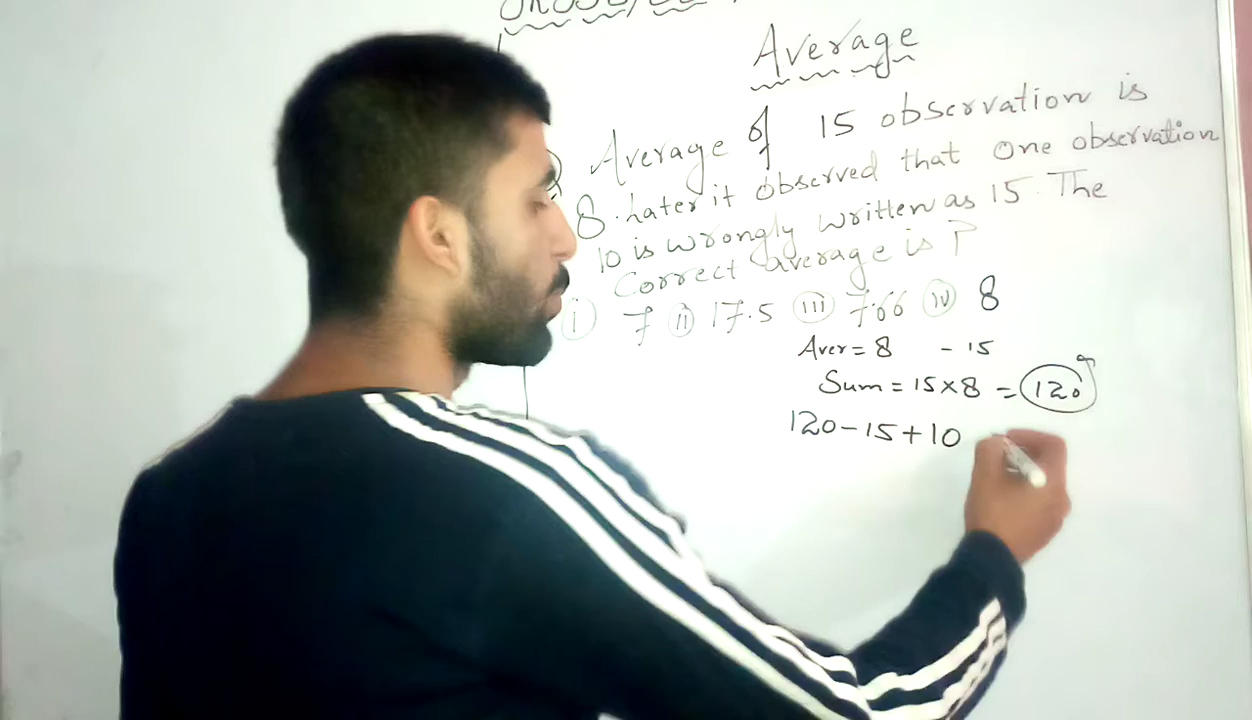 Average
Average of 15 observation is
8. Later it observed that One observation
10 is wrongly written as 15. The
Correct average is ?
i 7 ii 17.5 iii 7.66 iv 8
Aver = 8 - 15
Sum = 15 × 8 = 120
120 - 15 + 10